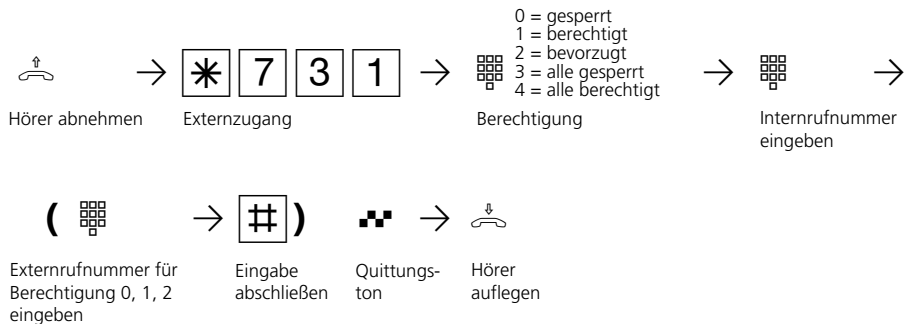 0 = gesperrt
1 = berechtigt
2 = bevorzugt
3 = alle gesperrt
4 = alle berechtigt
* 7 3 1
Hörer abnehmen
Externzugang
Berechtigung
Internrufnummer
eingeben
( # )
Externrufnummer für
Berechtigung 0, 1, 2
eingeben
Eingabe
abschließen
Quittungs-
ton
Hörer
auflegen